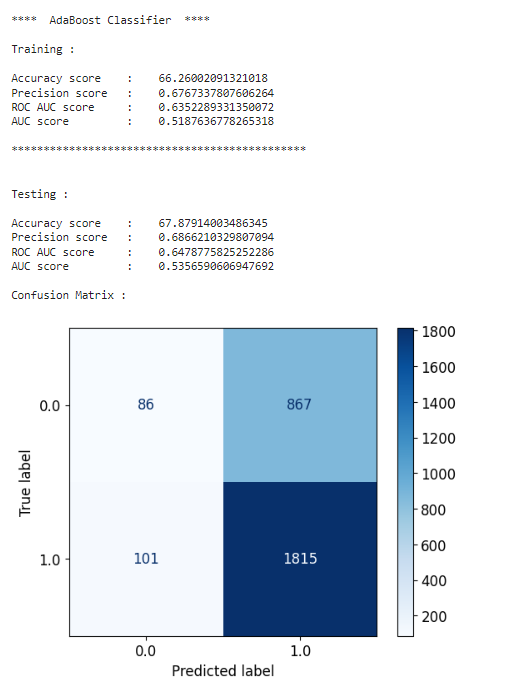 **** AdaBoost Classifier ****
Training :
Accuracy score : 66.26002091321018
Precision score : 0.6767337807606264
ROC AUC score : 0.6352289331350072
AUC score : 0.5187636778265318
**********************************************
Testing :
Accuracy score : 67.87914003486345
Precision score : 0.6866210329807094
ROC AUC score : 0.6478775825252286
AUC score : 0.5356590606947692
Confusion Matrix :
1800
1600
1400
1200
1000
800
600
400
200
0.0
86
867
True label
1.0
101
1815
0.0
1.0
Predicted label